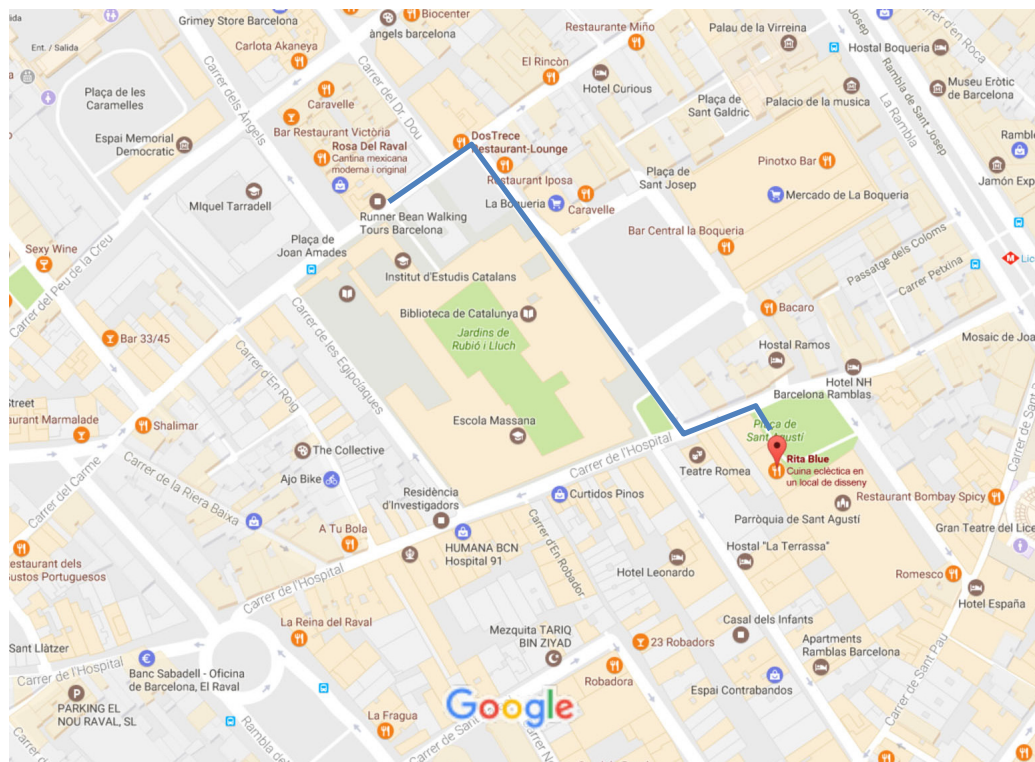 Grimey Store Barcelona
àngels barcelona
Biocenter
Restaurante Miño
Palau de la Virreina
Sant Josep
Carrer d'en Roca
Ent. / Salida
Carlota Akaneya
El Rincón
Hotel Curious
Hostal Boqueria
Plaça de les
Caramelles
Carrer dels Àngels
Caravelle
Carrer del Dr. Dou
Plaça de
Sant Galdric
Palacio de la musica
Museu Eròtic
de Barcelona
Rambla de Sant Josep
La Rambla
Espai Memorial
Democratic
Bar Restaurant Victòria
Rosa Del Raval
Cantina mexicana
moderna i original
DosTrece
Restaurant-Lounge
Restaurant Iposa
Plaça de
Sant Josep
Pinotxo Bar
Jamón Exp
MIquel Tarradell
Runner Bean Walking
Tours Barcelona
La Boqueria
Caravelle
Mercado de La Boqueria
Bar Central la Boqueria
Sexy Wine
Carrer del Peu de la Creu
Plaça de
Joan Amades
Institut d'Estudis Catalans
Passatge dels Coloms
Carrer Petxina
M
Lice
Biblioteca de Catalunya
Bacaro
Bar 33/45
Carrer de les Egipcíaques
Jardins de
Rubió i Lluch
Hostal Ramos
Mosaic de Joa
Hotel NH
Barcelona Ramblas
Carrer d'En Roig
Street
aurant Marmalade
Shalimar
Escola Massana
Carrer de l'Hospital
Plaça de
Sant Agustí
The Collective
Ajo Bike
Teatre Romea
Rita Blue
Cuina eclèctica en
un local de disseny
Carrer del Carme
Carrer de la Riera Baixa
Residència
d'Investigadors
Curtidos Pinos
Restaurant Bombay Spicy
Parròquia de Sant Agustí
Gran Teatre del Lice
A Tu Bola
HUMANA BCN
Hospital 91
Carrer d'En Robador
Hostal "La Terrassa"
Restaurant dels
Gustos Portuguesos
Carrer de l'Hospital
Hotel Leonardo
Romesco
Hotel España
La Reina del Raval
Mezquita TARIQ
BIN ZIYAD
23 Robadors
Casal dels Infants
Apartments
Ramblas Barcelona
Carrer de Sant Pau
Sant Llàtzer
Carrer de l'Hospital
Banc Sabadell - Oficina
de Barcelona, El Raval
Robadora
Espai Contrabandos
P
PARKING EL
NOU RAVAL, SL
Google
La Fragua
Rambla del